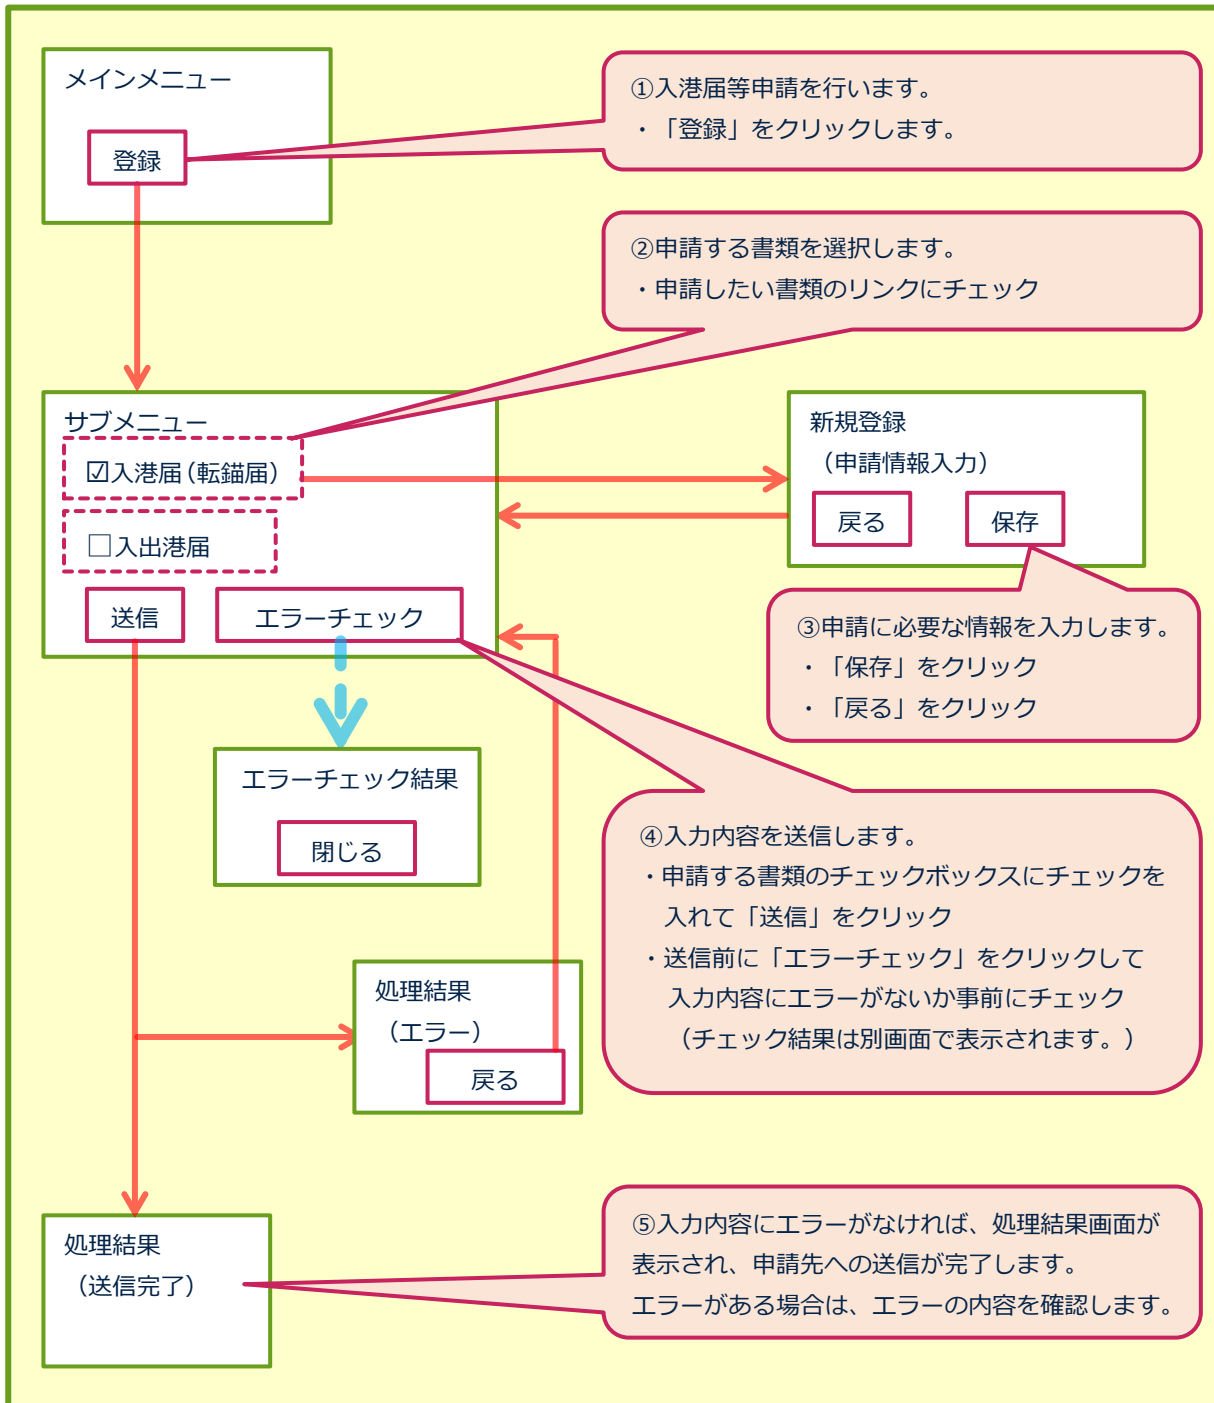 メインメニュー
登録
①入港届等申請を行います。
・「登録」をクリックします。
②申請する書類を選択します。
・申請したい書類のリンクにチェック
サブメニュー
☑入港届(転錨届)
□入出港届
送信
エラーチェック
新規登録
(申請情報入力)
戻る
保存
③申請に必要な情報を入力します。
・「保存」をクリック
・「戻る」をクリック
エラーチェック結果
閉じる
④入力内容を送信します。
・申請する書類のチェックボックスにチェックを
入れて「送信」をクリック
・送信前に「エラーチェック」をクリックして
入力内容にエラーがないか事前にチェック
(チェック結果は別画面で表示されます。)
処理結果
(エラー)
戻る
処理結果
(送信完了)
⑤入力内容にエラーがなければ、処理結果画面が
表示され、申請先への送信が完了します。
エラーがある場合は、エラーの内容を確認します。